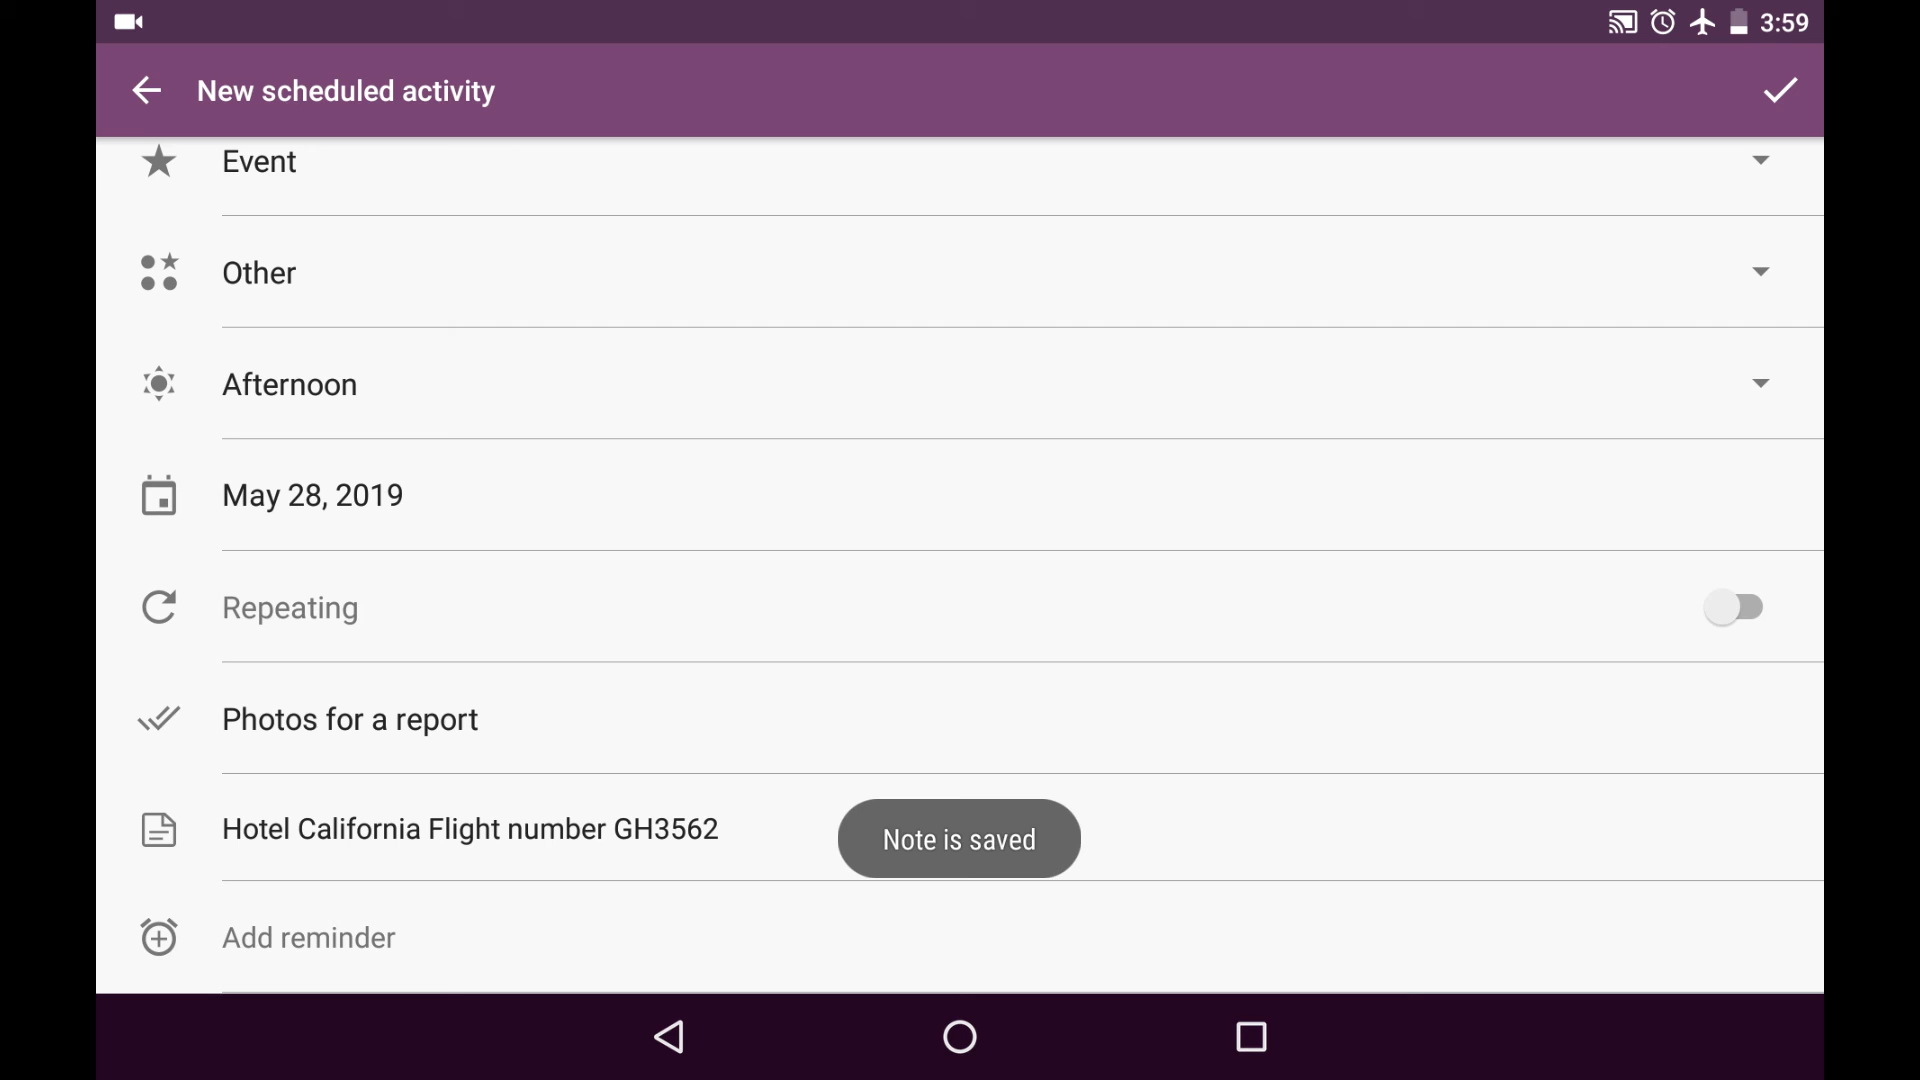 3:59
New scheduled activity
Event
Other
Afternoon
May 28, 2019
Repeating
Photos for a report
Hotel California Flight number GH3562
Note is saved
Add reminder